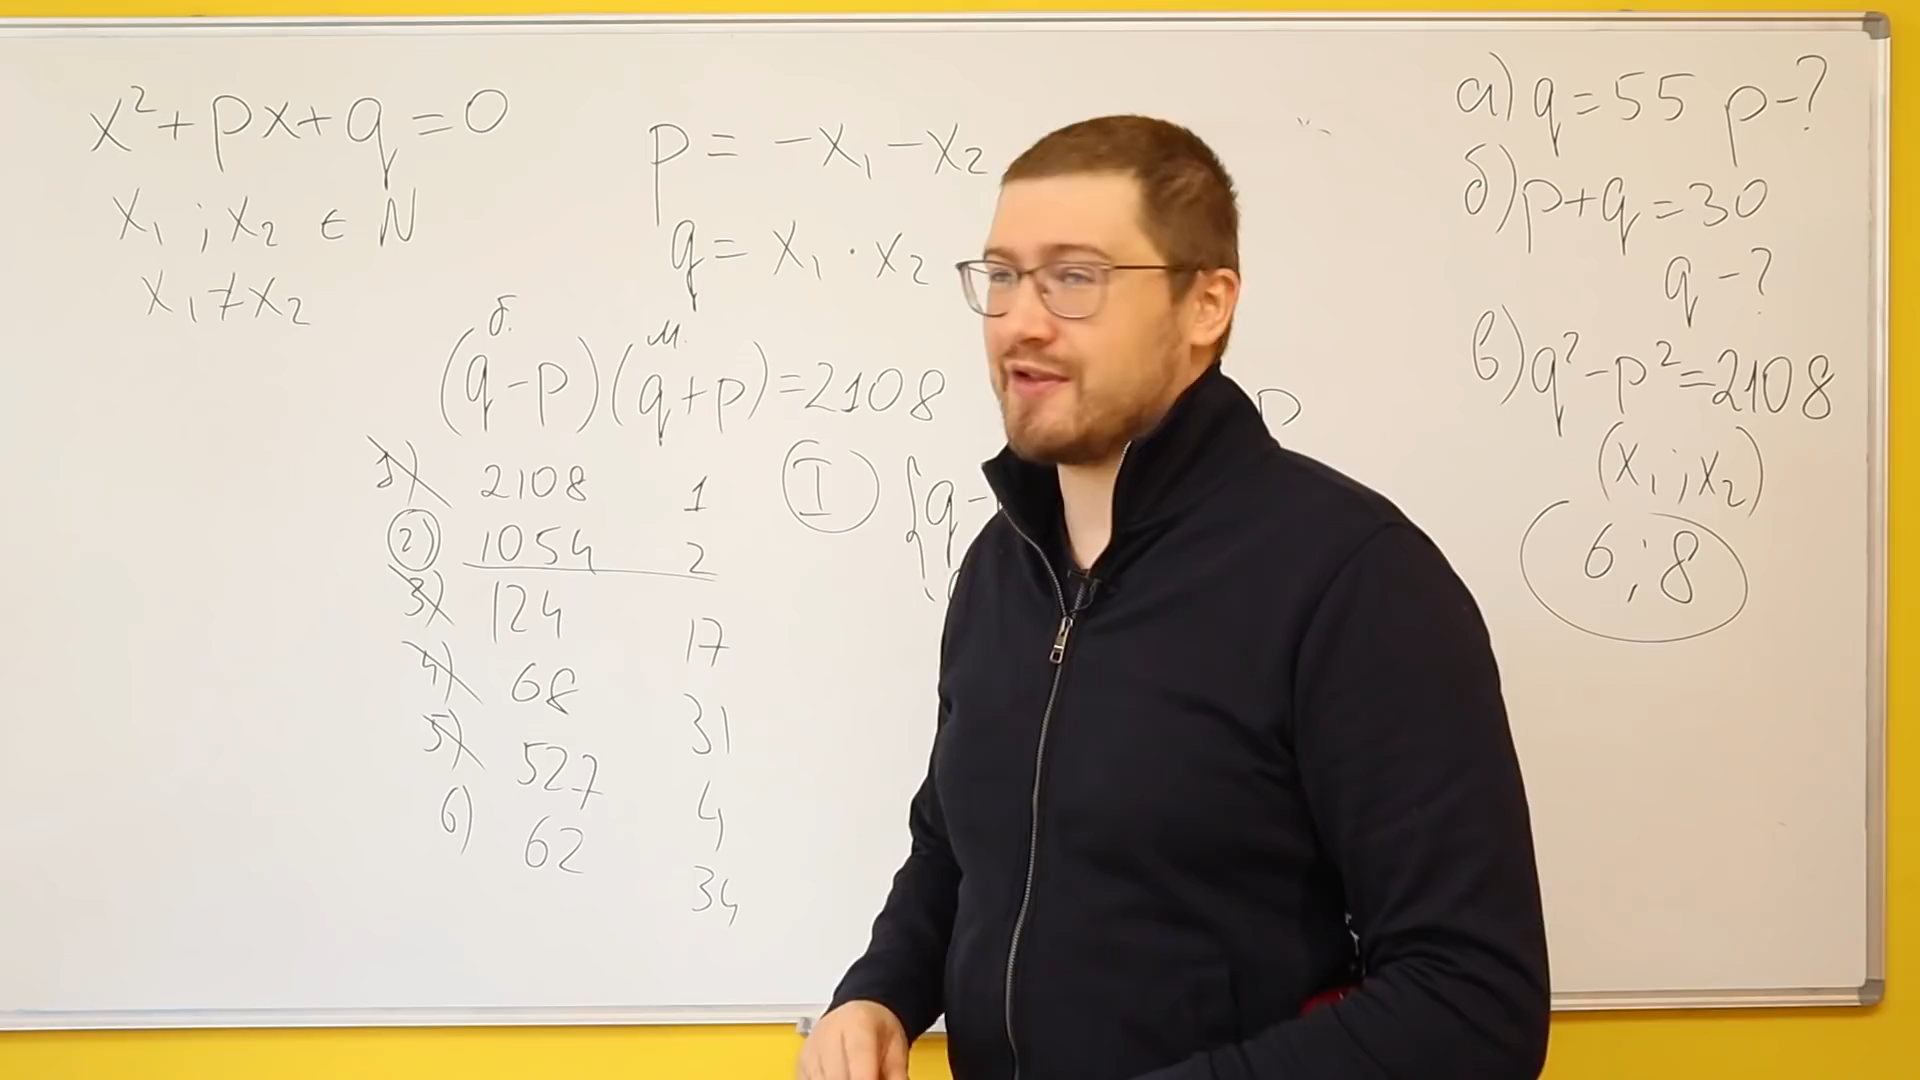 x² + px + q = 0
x₁ ; x₂ ∈ N
x₁ ≠ x₂
p = -x₁ - x₂
q = x₁ · x₂
б. м.
(q - p)(q + p) = 2108
1) 2108 1
2) 1054 2
3) 124 17
4) 68 31
5) 527 4
6) 62 34
I { q -
а) q = 55 p - ?
б) p + q = 30
q - ?
в) q² - p² = 2108
(x₁ ; x₂)
6 ; 8